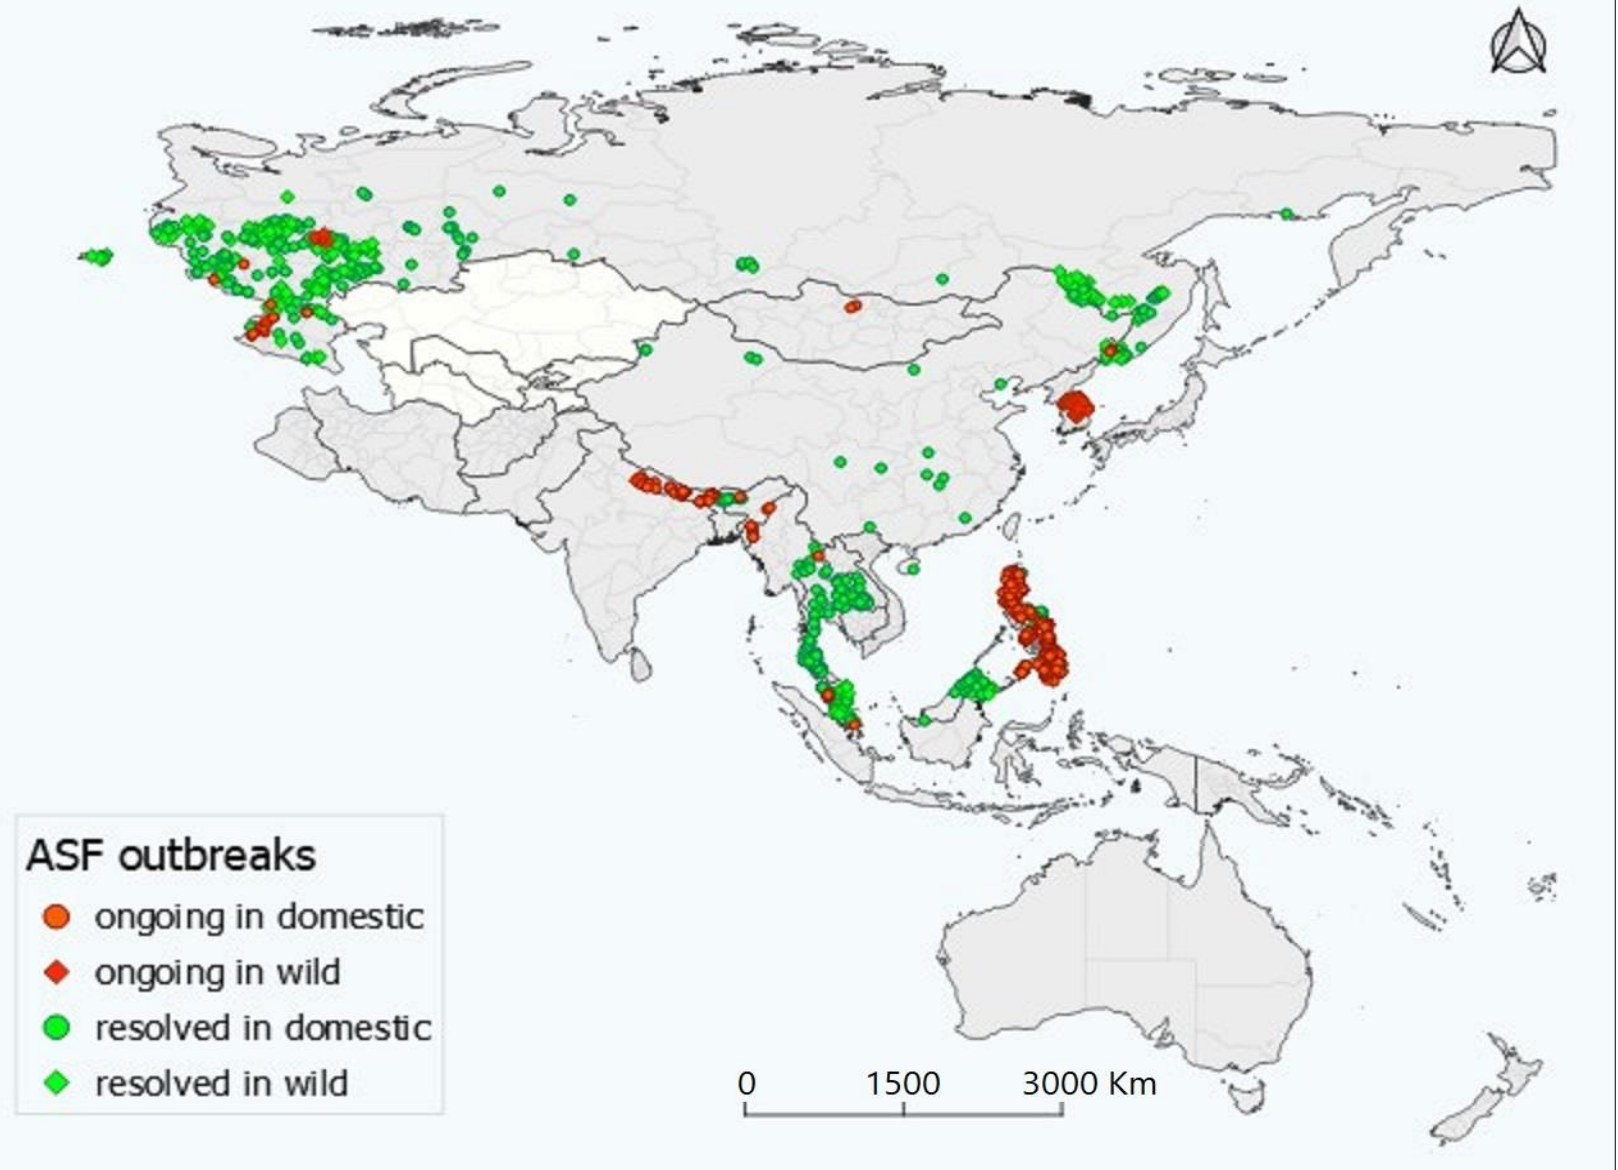 ASF outbreaks
ongoing in domestic
ongoing in wild
resolved in domestic
resolved in wild
0 1500 3000 Km